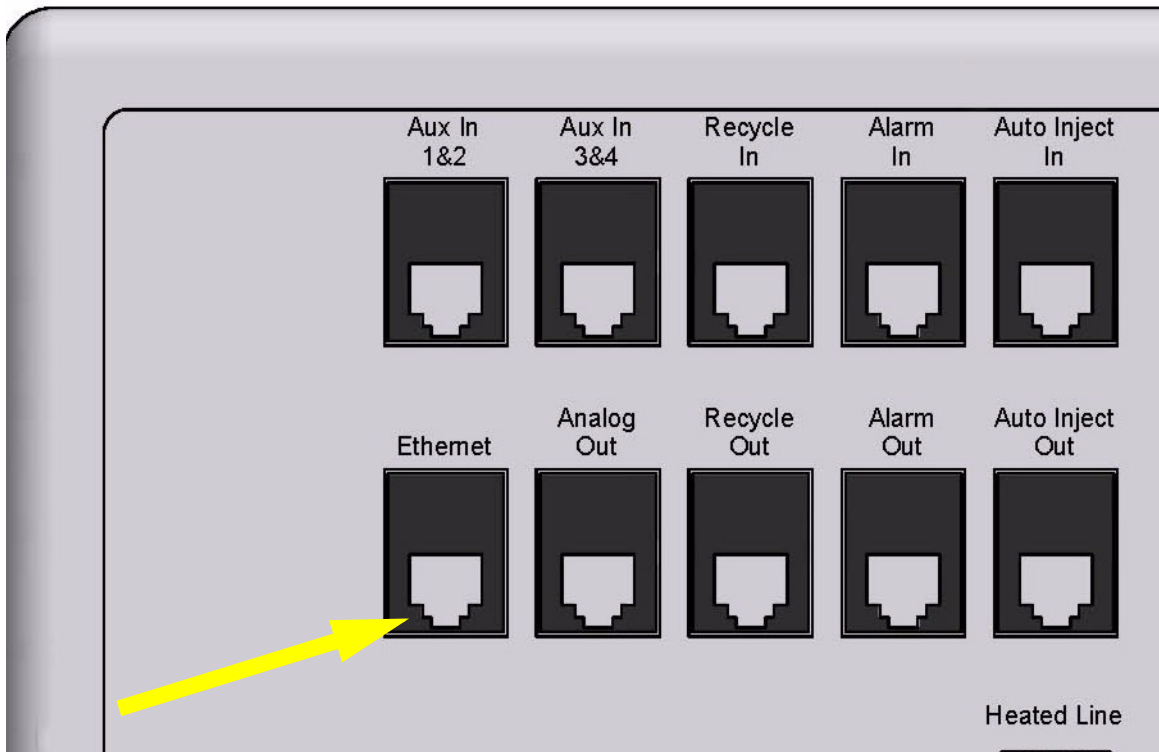 Aux In
1&2
Aux In
3&4
Recycle
In
Alarm
In
Auto Inject
In
Ethernet
Analog
Out
Recycle
Out
Alarm
Out
Auto Inject
Out
Heated Line